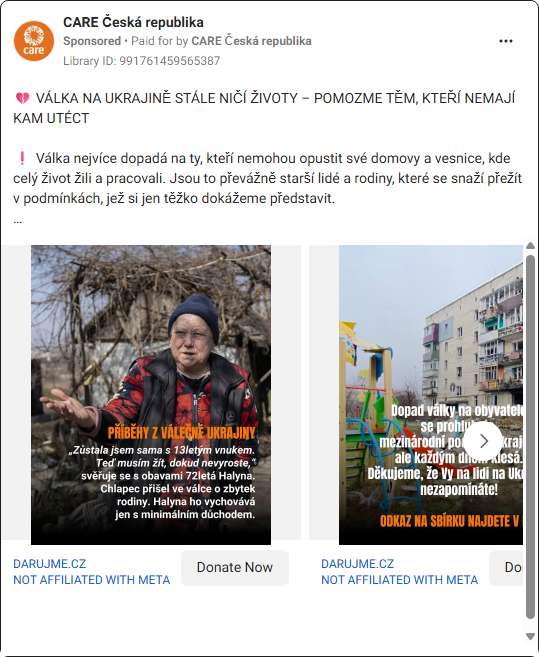 CARE Česká republika
Sponsored • Paid for by CARE Česká republika
Library ID: 991761459565387
care
💔 VÁLKA NA UKRAJINĚ STÁLE NIČÍ ŽIVOTY – POMOZME TĚM, KTEŘÍ NEMAJÍ
KAM UTÉCT
❗ Válka nejvíce dopadá na ty, kteří nemohou opustit své domovy a vesnice, kde
celý život žili a pracovali. Jsou to převážně starší lidé a rodiny, které se snaží přežít
v podmínkách, jež si jen těžko dokážeme představit.
...
PŘÍBĚHY Z VÁLEČNÉ UKRAJINY
„Zůstala jsem sama s 13letým vnukem.
Teď musím žít, dokud nevyroste,“
svěřuje se s obavami 72letá Halyna.
Chlapec přišel ve válce o zbytek
rodiny. Halyna ho vychovává
jen s minimálním důchodem.
DARUJME.CZ
NOT AFFILIATED WITH META
Donate Now
Dopad války na obyvatele
se prohlu
mezinárodní po kraj
ale každým dnem klesá.
Děkujeme, že Vy na lidi na Uk
nezapomínáte!
ODKAZ NA SBÍRKU NAJDETE V
DARUJME.CZ
NOT AFFILIATED WITH META
Do